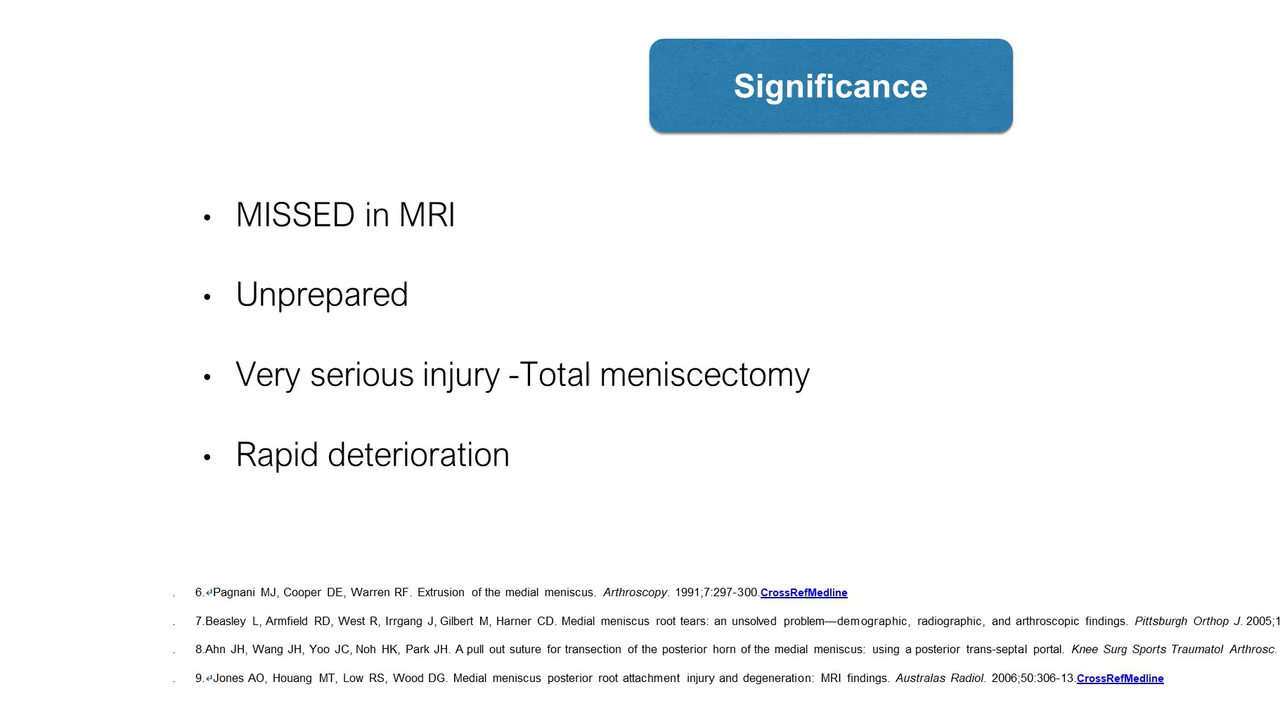 Significance
• MISSED in MRI
• Unprepared
• Very serious injury -Total meniscectomy
• Rapid deterioration
. 6.↵Pagnani MJ, Cooper DE, Warren RF. Extrusion of the medial meniscus. Arthroscopy. 1991;7:297-300.CrossRefMedline
. 7.Beasley L, Armfield RD, West R, Irrgang J, Gilbert M, Harner CD. Medial meniscus root tears: an unsolved problem—demographic, radiographic, and arthroscopic findings. Pittsburgh Orthop J. 2005;1
. 8.Ahn JH, Wang JH, Yoo JC, Noh HK, Park JH. A pull out suture for transection of the posterior horn of the medial meniscus: using a posterior trans-septal portal. Knee Surg Sports Traumatol Arthrosc.
. 9.↵Jones AO, Houang MT, Low RS, Wood DG. Medial meniscus posterior root attachment injury and degeneration: MRI findings. Australas Radiol. 2006;50:306-13.CrossRefMedline